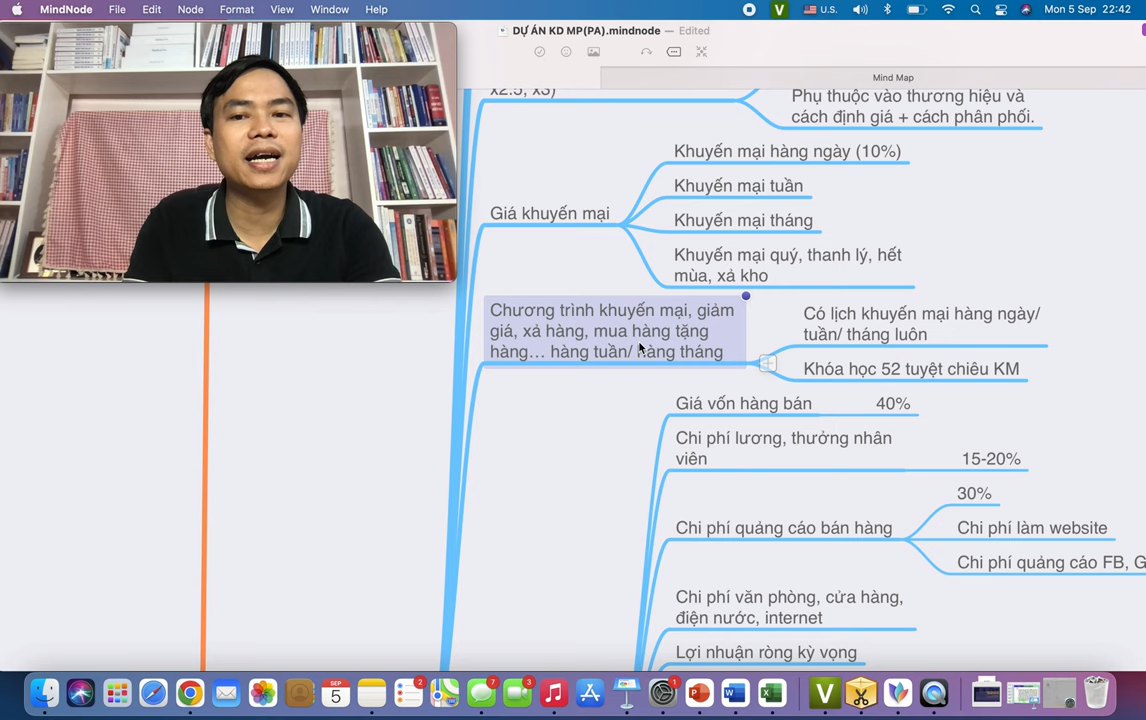 MindNode File Edit Node Format View Window Help
V U.S. Mon 5 Sep 22:42
DỰ ÁN KD MP(PA).mindnode — Edited
Mind Map
x2.5, x3)
Phụ thuộc vào thương hiệu và
cách định giá + cách phân phối.
Giá khuyến mại
Khuyến mại hàng ngày (10%)
Khuyến mại tuần
Khuyến mại tháng
Khuyến mại quý, thanh lý, hết
mùa, xả kho
Chương trình khuyến mại, giảm
giá, xả hàng, mua hàng tặng
hàng... hàng tuần/ hàng tháng
Có lịch khuyến mại hàng ngày/
tuần/ tháng luôn
Khóa học 52 tuyệt chiêu KM
Giá vốn hàng bán 40%
Chi phí lương, thưởng nhân
viên 15-20%
Chi phí quảng cáo bán hàng
30%
Chi phí làm website
Chi phí quảng cáo FB, G
Chi phí văn phòng, cửa hàng,
điện nước, internet
Lợi nhuận ròng kỳ vọng
SEP
5
2
7
3
1
P W X V